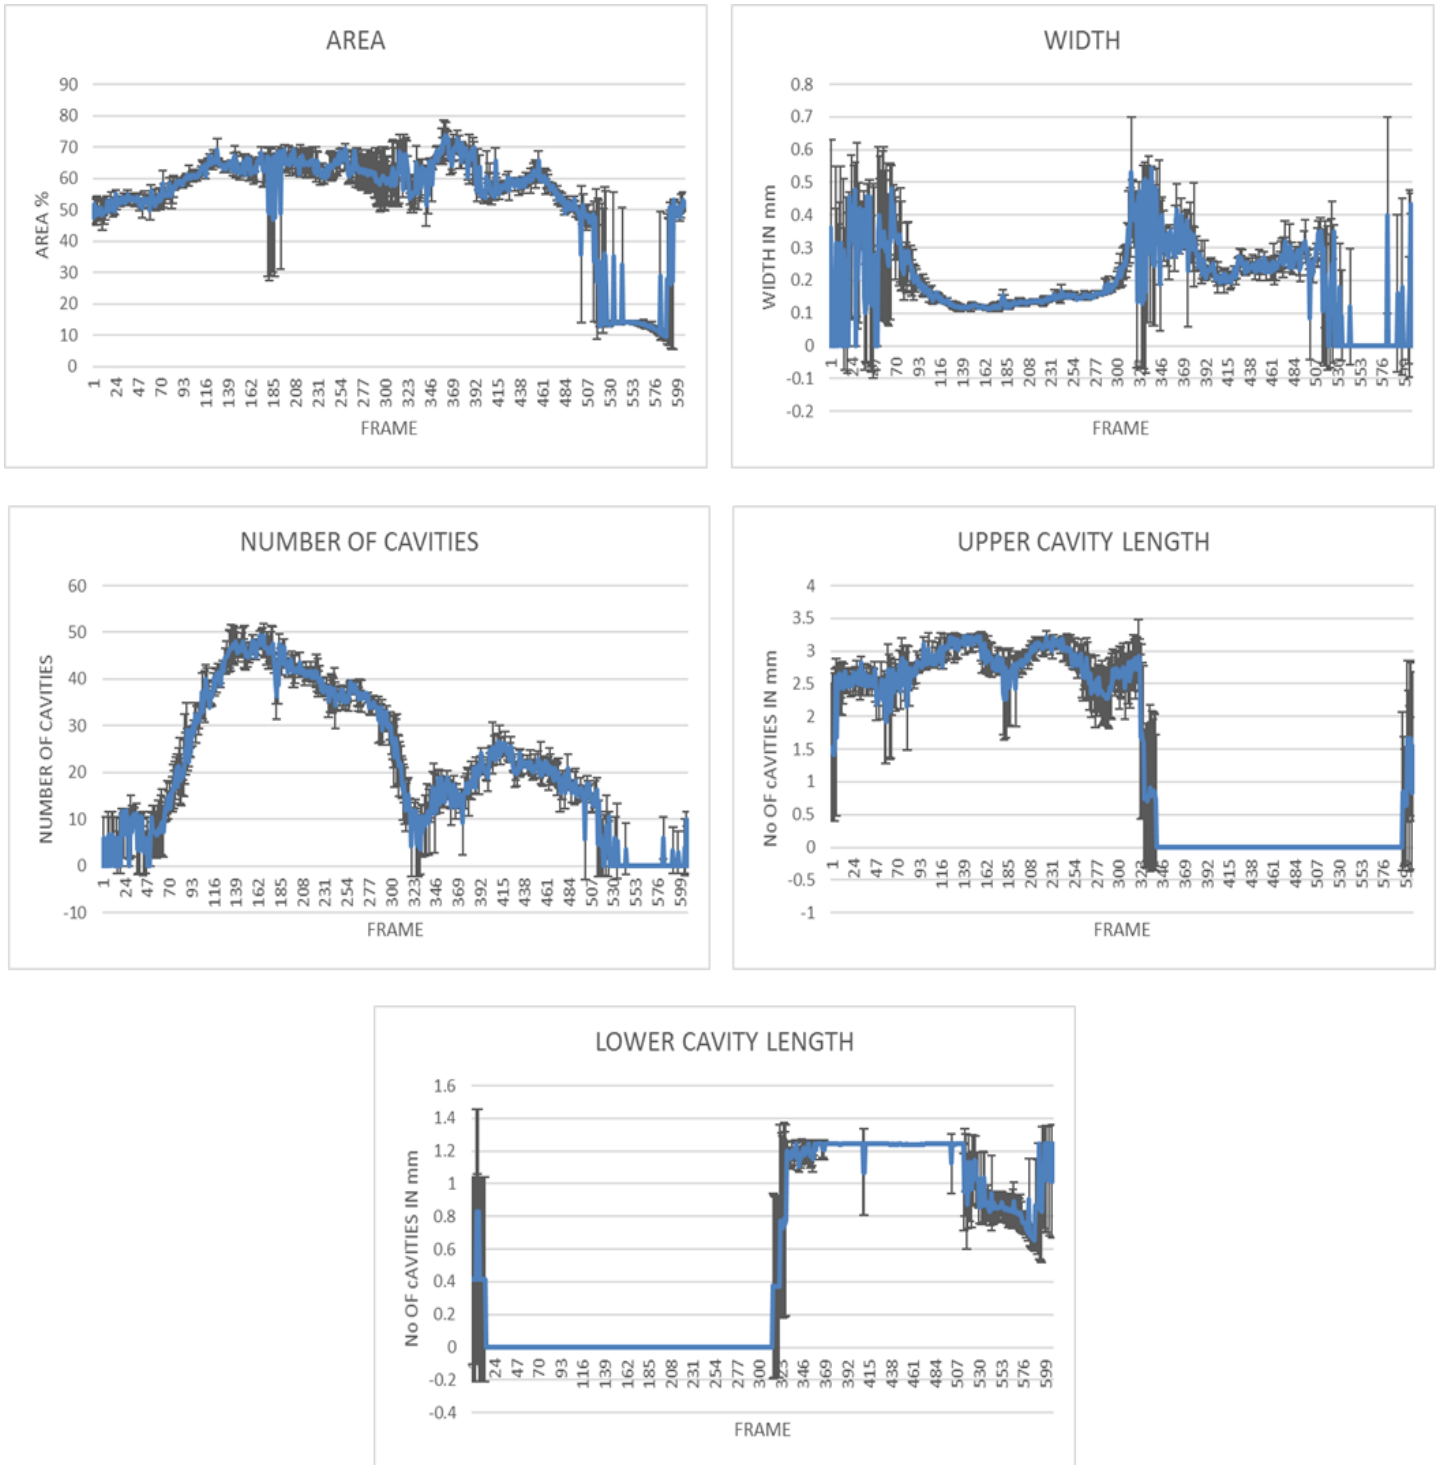 AREA
90
80
70
60
50
40
30
20
10
0
AREA %
1 24 47 70 93 116 139 162 185 208 231 254 277 300 323 346 369 392 415 438 461 484 507 530 553 576 599
FRAME
WIDTH
0.8
0.7
0.6
0.5
0.4
0.3
0.2
0.1
0
-0.1
-0.2
WIDTH IN mm
1 24 47 70 93 116 139 162 185 208 231 254 277 300 346 369 392 415 438 461 484 507 530 553 576
FRAME
NUMBER OF CAVITIES
60
50
40
30
20
10
0
-10
NUMBER OF CAVITIES
1 24 47 70 93 116 139 162 185 208 231 254 277 300 323 346 369 392 415 438 461 484 507 530 553 576 599
FRAME
UPPER CAVITY LENGTH
4
3.5
3
2.5
2
1.5
1
0.5
0
-0.5
-1
No OF cAVITIES IN mm
1 24 47 70 93 116 139 162 185 208 231 254 277 300 323 346 369 392 415 438 461 484 507 530 553 576
FRAME
LOWER CAVITY LENGTH
1.6
1.4
1.2
1
0.8
0.6
0.4
0.2
0
-0.2
-0.4
No OF cAVITIES IN mm
24 47 70 93 116 139 162 185 208 231 254 277 300 323 346 369 392 415 438 461 484 507 530 553 576 599
FRAME